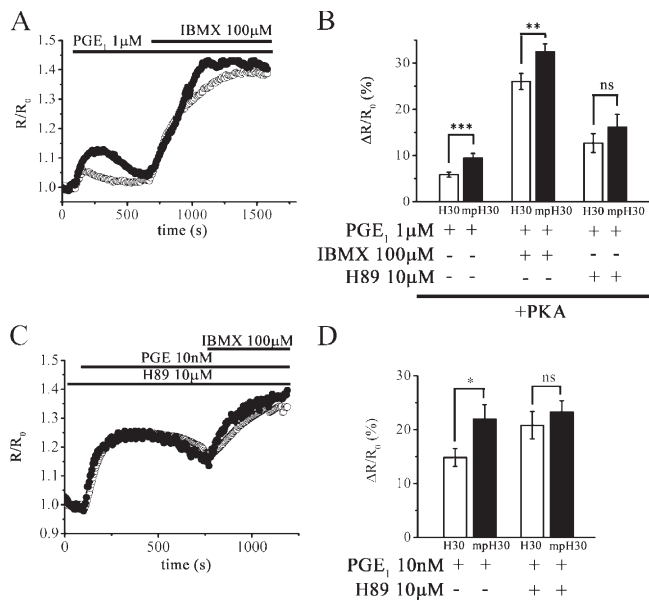 A
IBMX 100µM
PGE1 1µM
1.5
1.4
1.3
1.2
1.1
1.0
R/R0
0
500
1000
1500
time (s)
B
**
***
ns
30
20
10
0
ΔR/R0 (%)
H30 mpH30
H30 mpH30
H30 mpH30
PGE1 1µM + + + + + +
IBMX 100µM - - + + - -
H89 10µM - - - - + +
+PKA
C
IBMX 100µM
PGE 10nM
H89 10µM
1.5
1.4
1.3
1.2
1.1
1.0
0.9
R/R0
0
500
1000
time (s)
D
*
ns
30
20
10
0
ΔR/R0 (%)
H30 mpH30
H30 mpH30
PGE1 10nM + + + +
H89 10µM - - + +